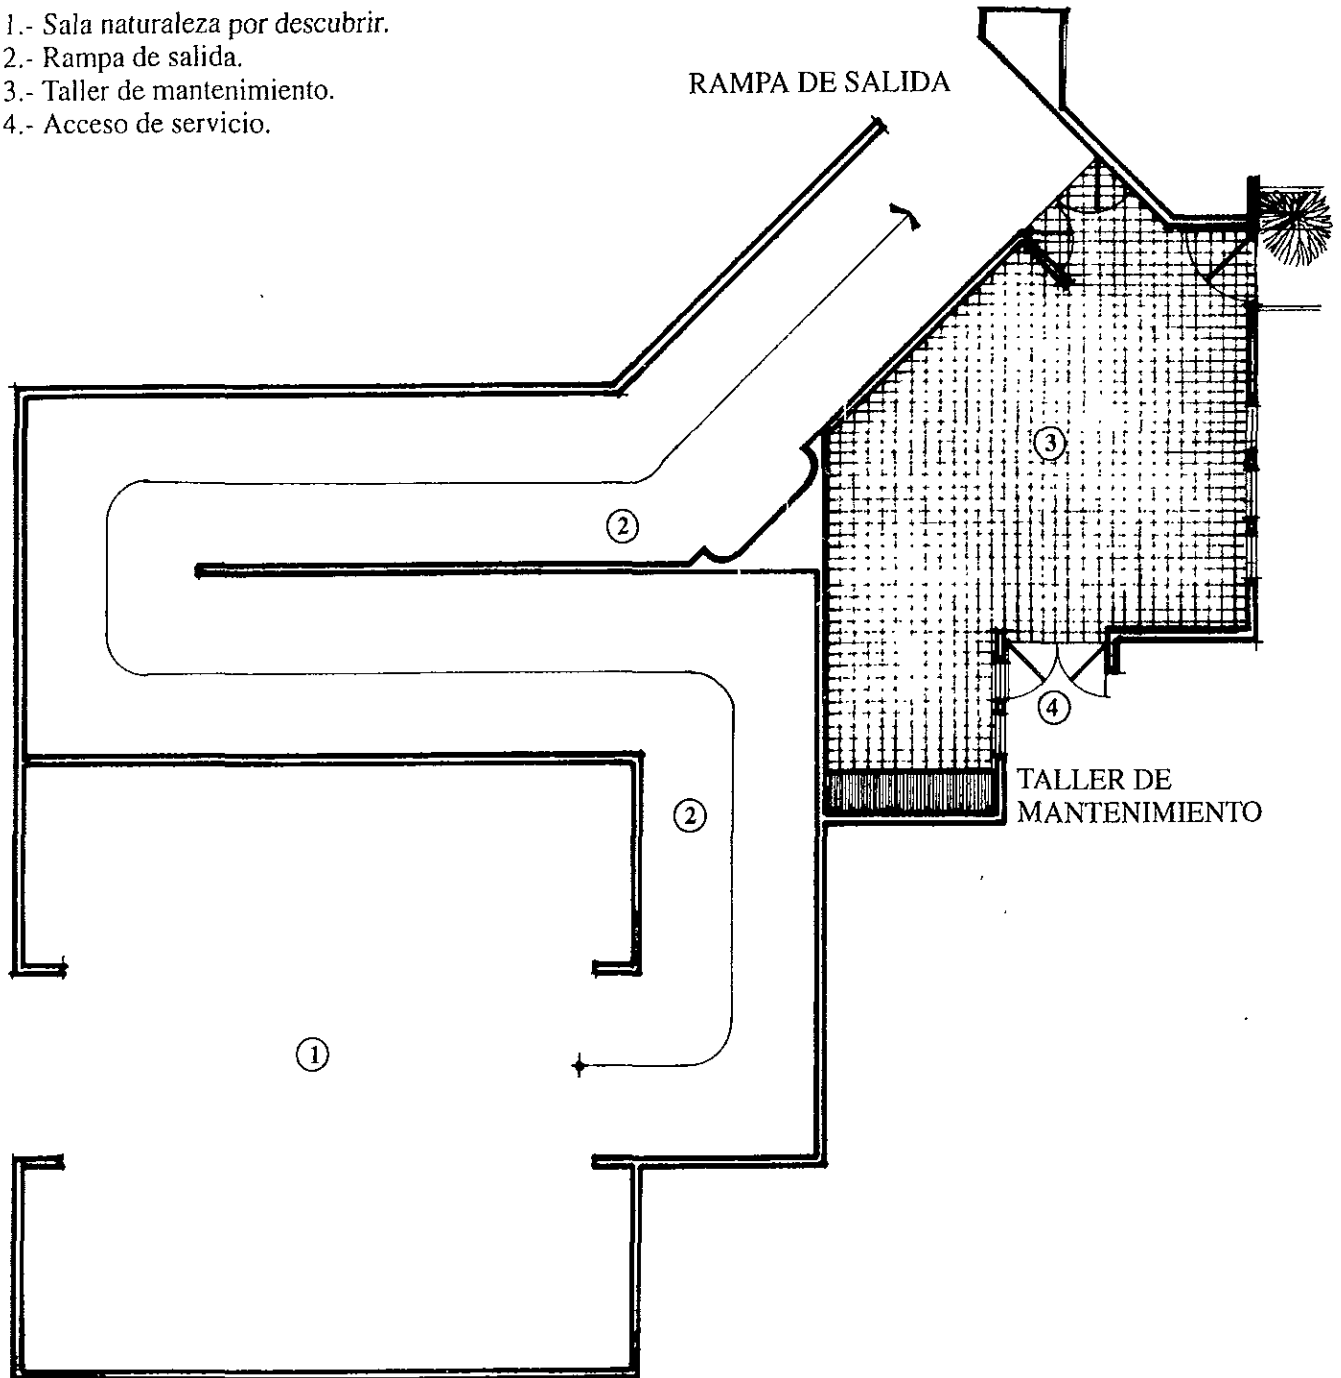 1.- Sala naturaleza por descubrir.
2.- Rampa de salida.
3.- Taller de mantenimiento.
4.- Acceso de servicio.
RAMPA DE SALIDA
3
2
4
TALLER DE
MANTENIMIENTO
2
1